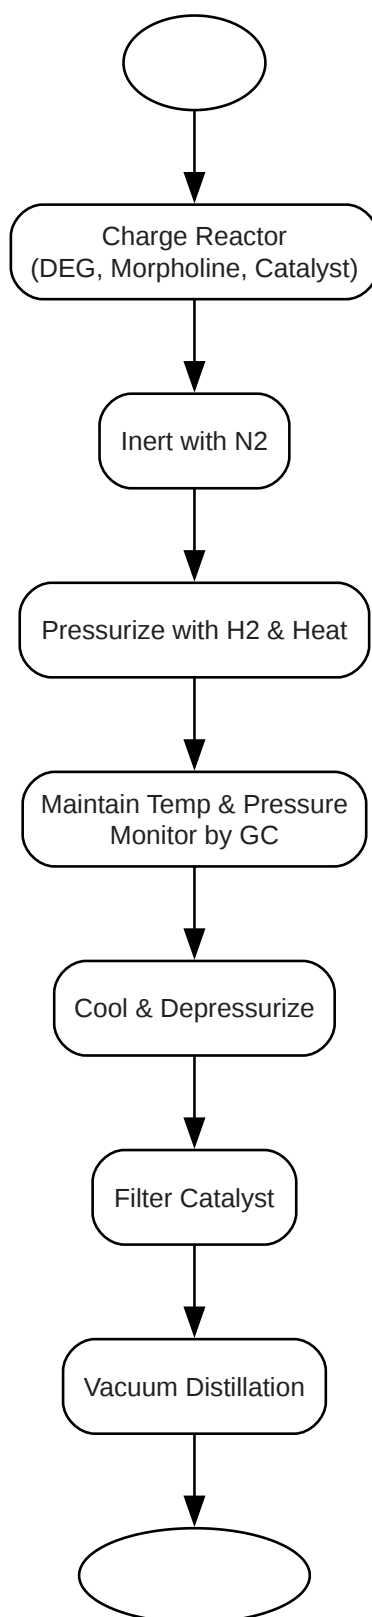 Charge Reactor
(DEG, Morpholine, Catalyst)
Inert with N2
Pressurize with H2 & Heat
Maintain Temp & Pressure
Monitor by GC
Cool & Depressurize
Filter Catalyst
Vacuum Distillation